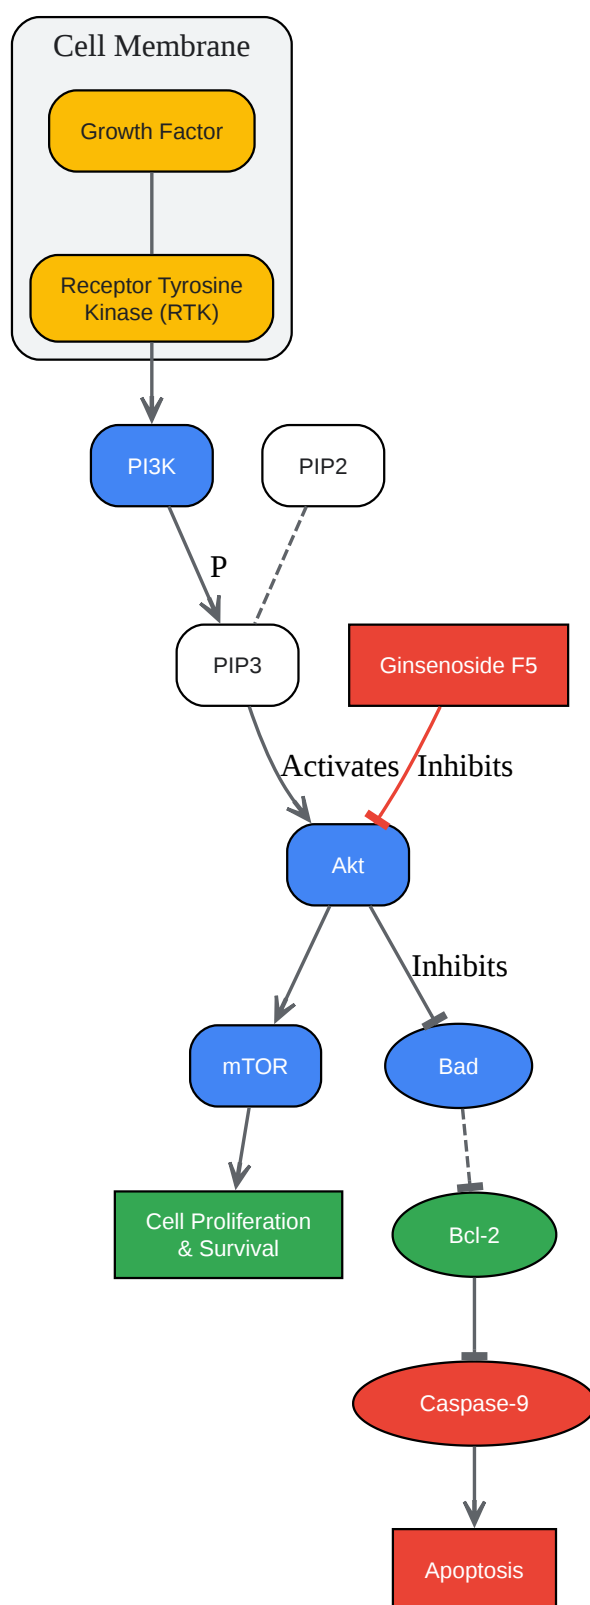 Cell Membrane
Growth Factor
Receptor Tyrosine
Kinase (RTK)
PI3K
PIP2
P
PIP3
Ginsenoside F5
Activates
Inhibits
Akt
Inhibits
mTOR
Bad
Cell Proliferation
& Survival
Bcl-2
Caspase-9
Apoptosis